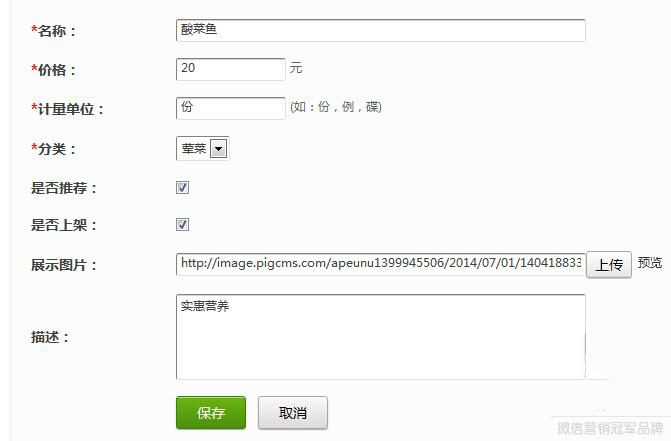 *名称： 酸菜鱼
*价格： 20 元
*计量单位： 份 (如：份，例，碟)
*分类： 荤菜
是否推荐：
是否上架：
展示图片： http://image.pigcms.com/apeunu1399945506/2014/07/01/140418833 上传 预览
描述： 实惠营养
保存 取消
微信营销冠军品牌